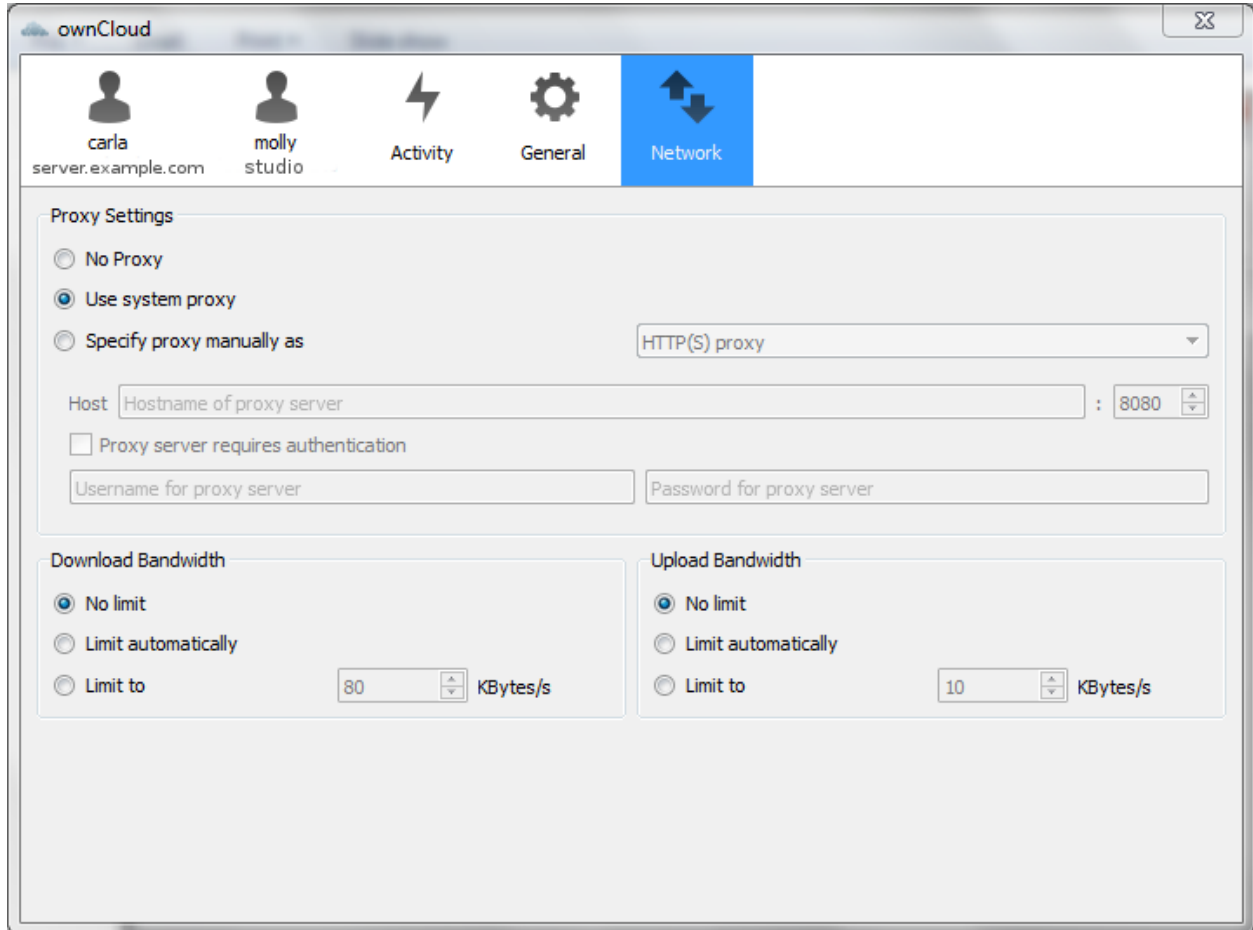 ownCloud
carla
server.example.com
molly
studio
Activity
General
Network
Proxy Settings
No Proxy
Use system proxy
Specify proxy manually as
HTTP(S) proxy
Host Hostname of proxy server : 8080
Proxy server requires authentication
Username for proxy server Password for proxy server
Download Bandwidth
No limit
Limit automatically
Limit to 80 KBytes/s
Upload Bandwidth
No limit
Limit automatically
Limit to 10 KBytes/s